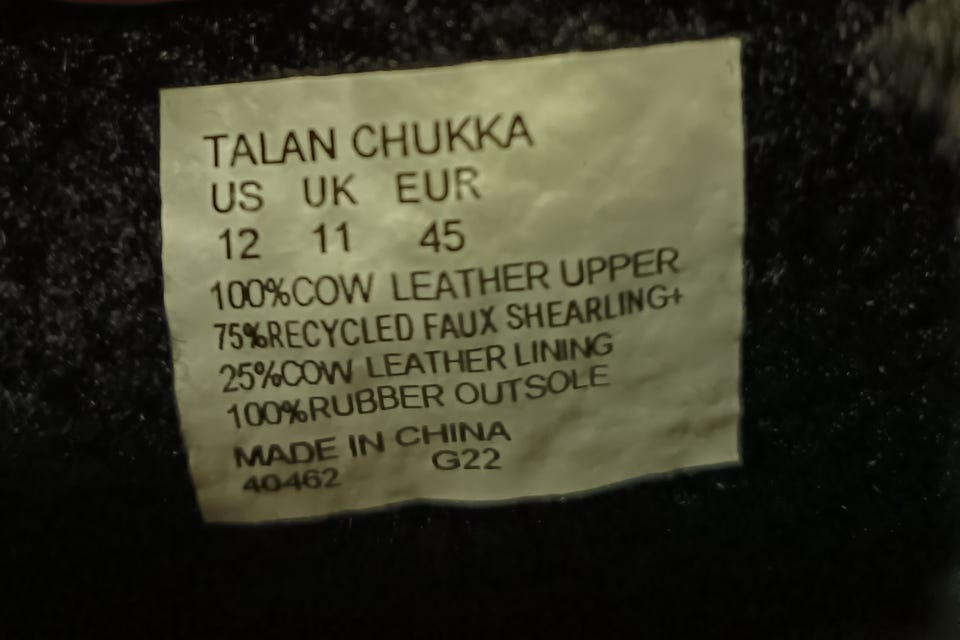 TALAN CHUKKA
US UK EUR
12 11 45
100%COW LEATHER UPPER
75%RECYCLED FAUX SHEARLING+
25%COW LEATHER LINING
100%RUBBER OUTSOLE
MADE IN CHINA
40462 G22